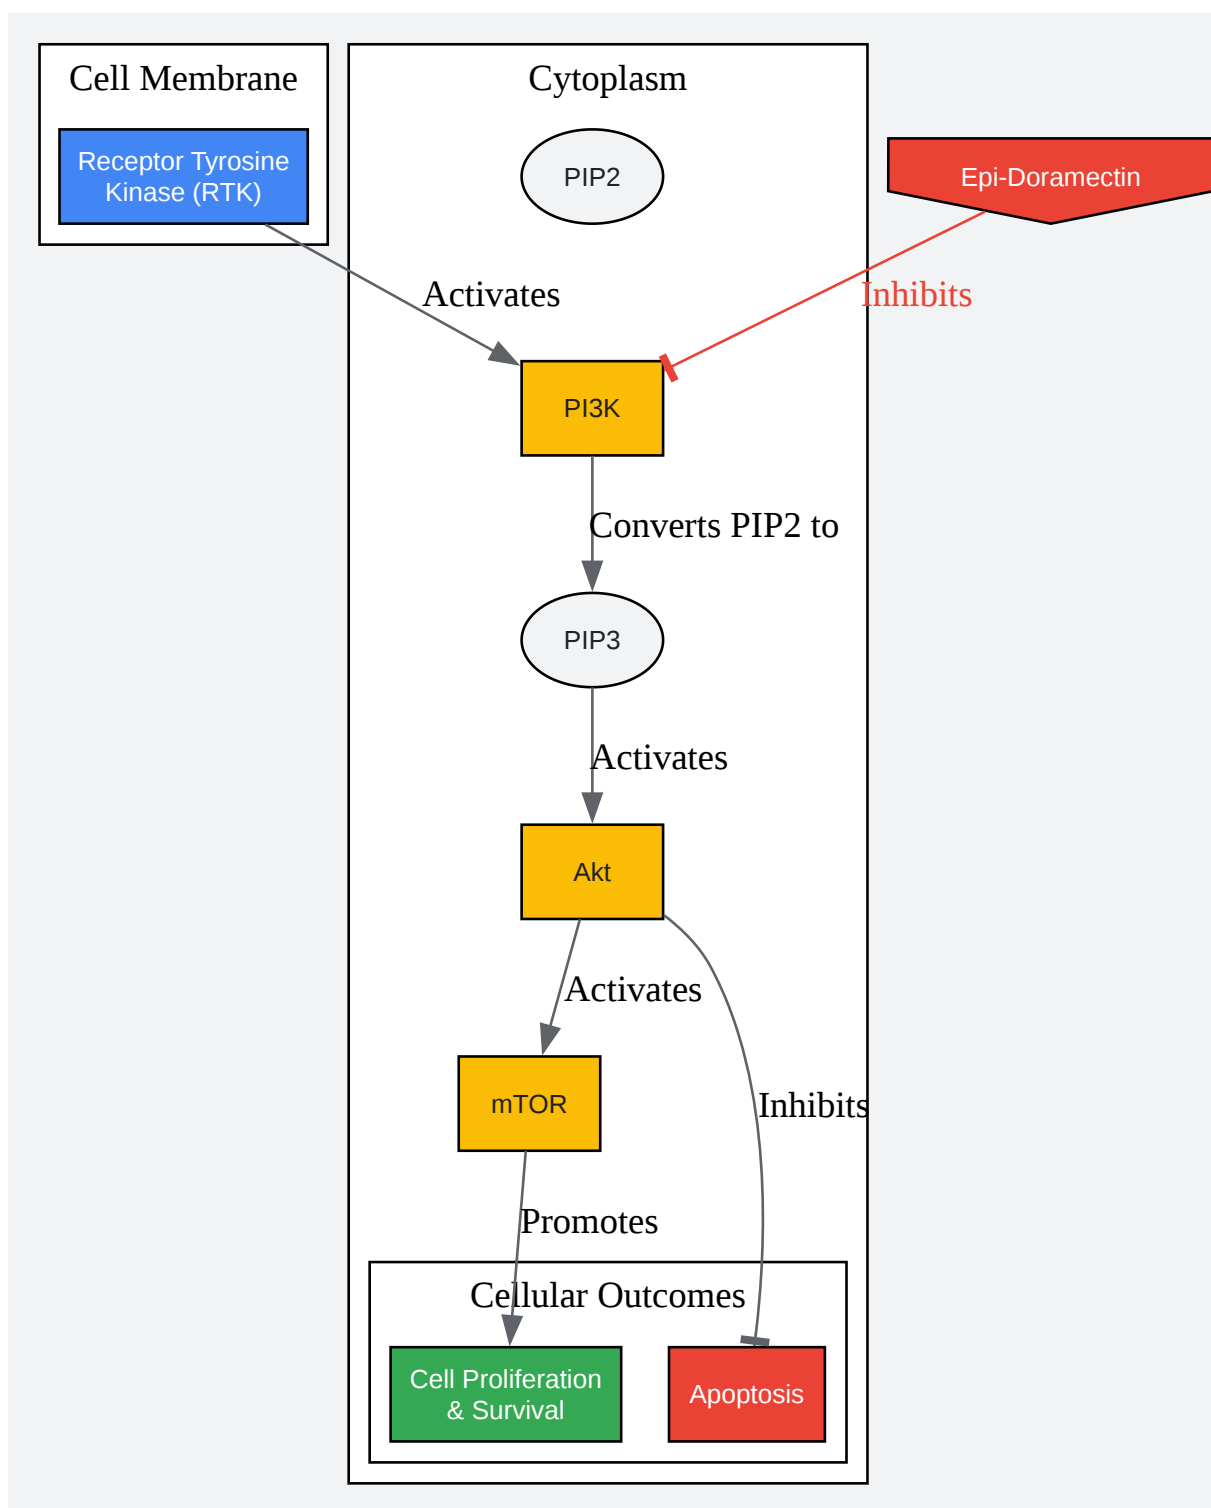 Cell Membrane
Cytoplasm
Receptor Tyrosine
Kinase (RTK)
PIP2
Epi-Doramectin
Activates
Inhibits
PI3K
Converts PIP2 to
PIP3
Activates
Akt
Activates
mTOR
Inhibits
Promotes
Cellular Outcomes
Cell Proliferation
& Survival
Apoptosis